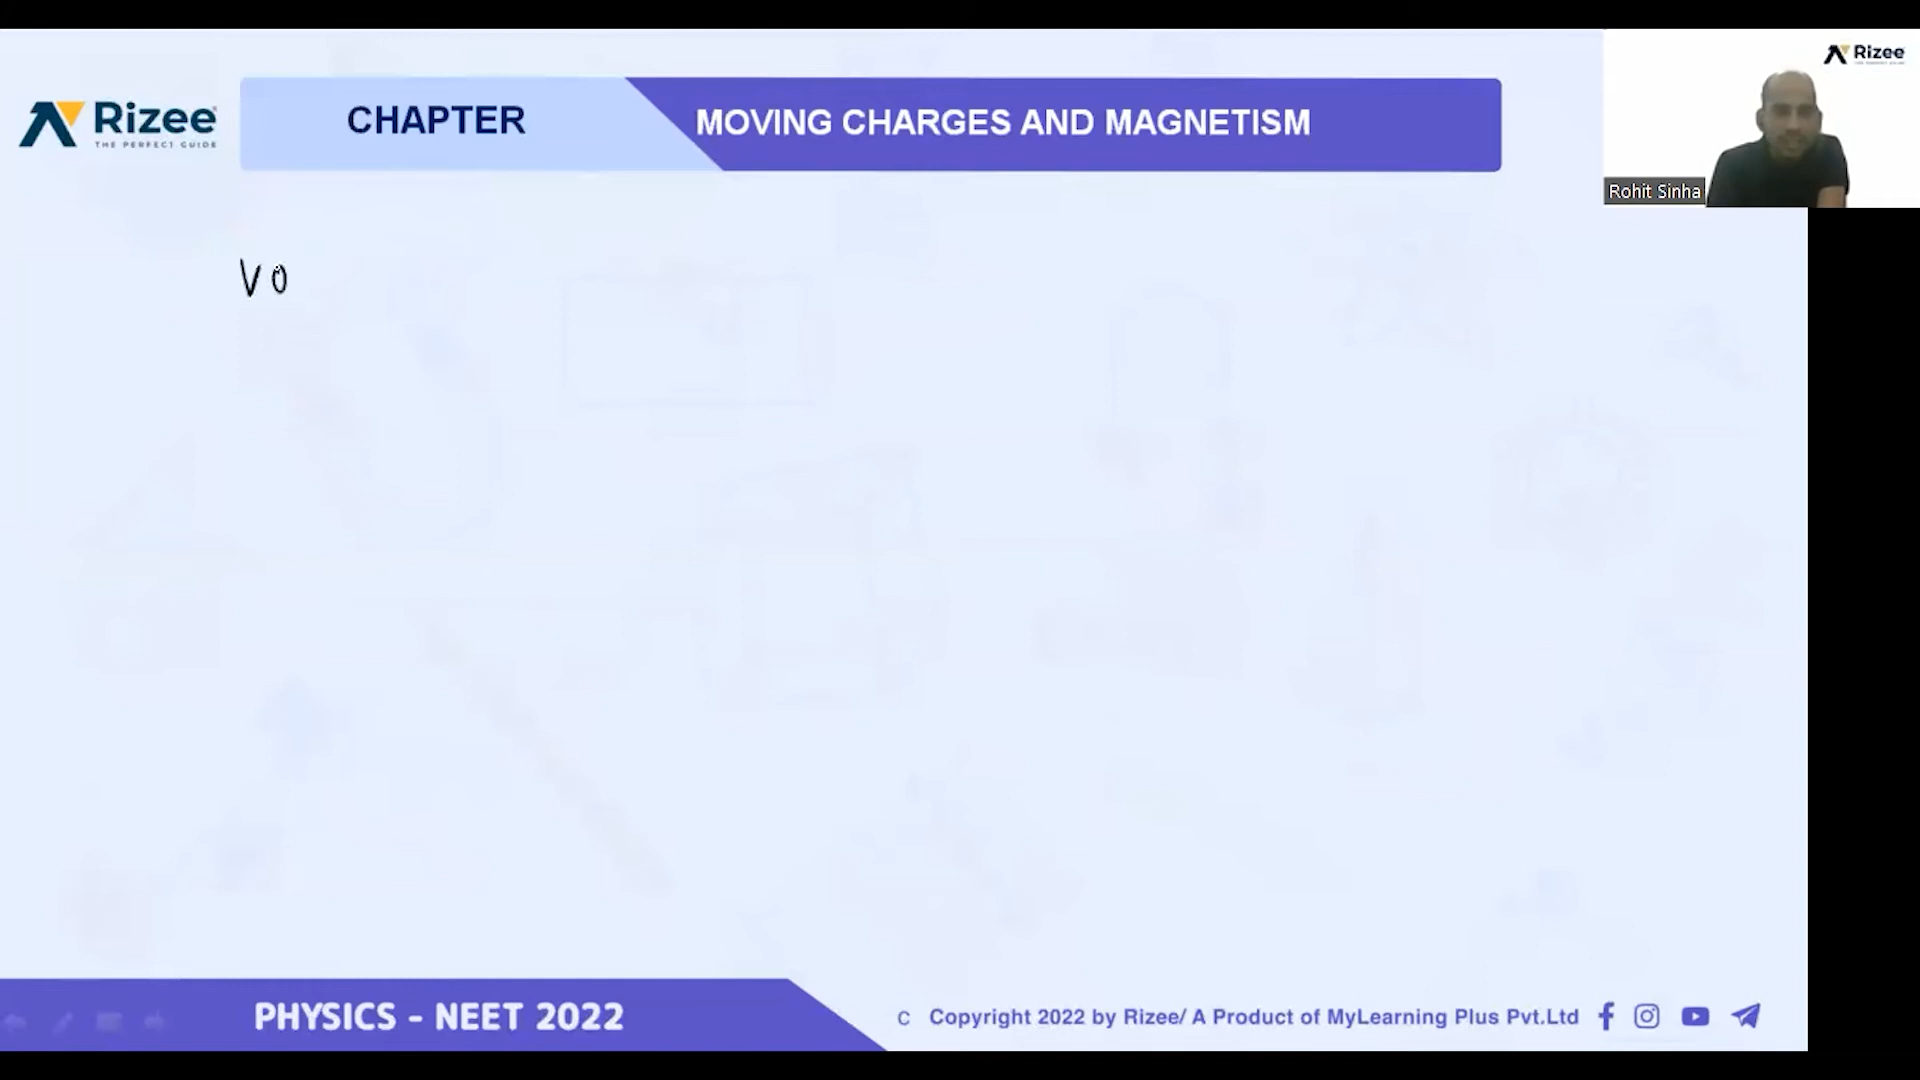 Rizee
THE PERFECT GUIDE
CHAPTER
MOVING CHARGES AND MAGNETISM
Rizee
Rohit Sinha
VO
PHYSICS - NEET 2022
C Copyright 2022 by Rizee/ A Product of MyLearning Plus Pvt.Ltd